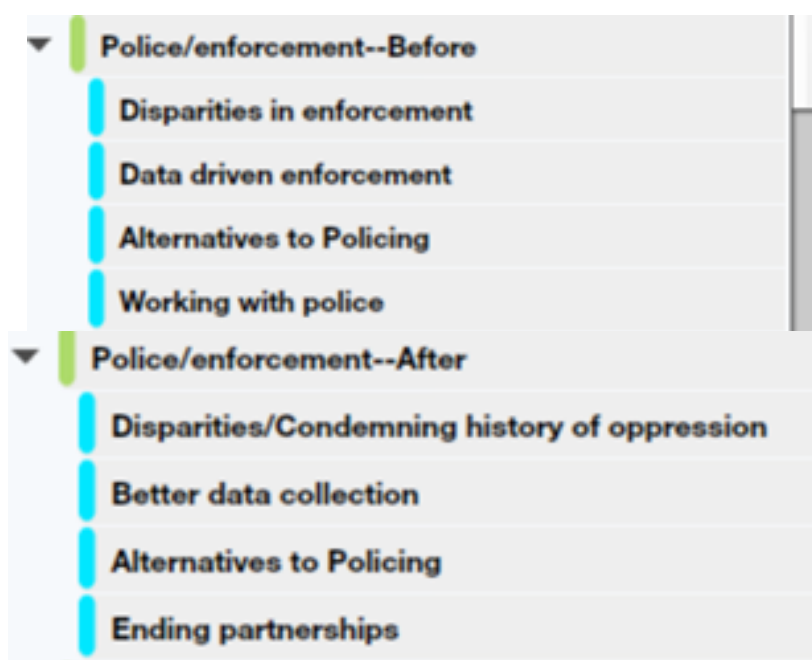 Police/enforcement--Before
Disparities in enforcement
Data driven enforcement
Alternatives to Policing
Working with police
Police/enforcement--After
Disparities/Condemning history of oppression
Better data collection
Alternatives to Policing
Ending partnerships